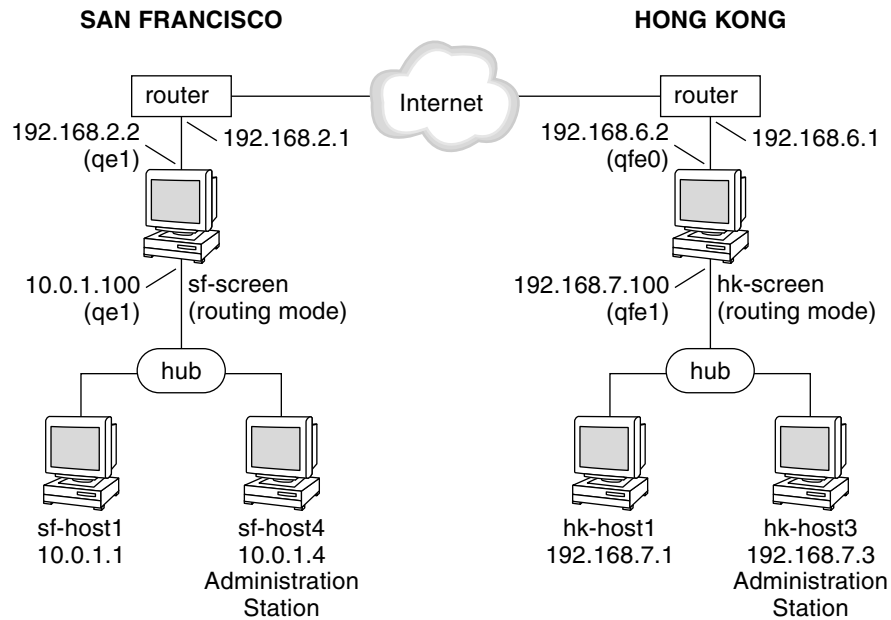 SAN FRANCISCO
HONG KONG
router
Internet
router
192.168.2.2
(qe1)
192.168.2.1
192.168.6.2
(qfe0)
192.168.6.1
10.0.1.100
(qe1)
sf-screen
(routing mode)
192.168.7.100
(qfe1)
hk-screen
(routing mode)
hub
hub
sf-host1
10.0.1.1
sf-host4
10.0.1.4
Administration
Station
hk-host1
192.168.7.1
hk-host3
192.168.7.3
Administration
Station